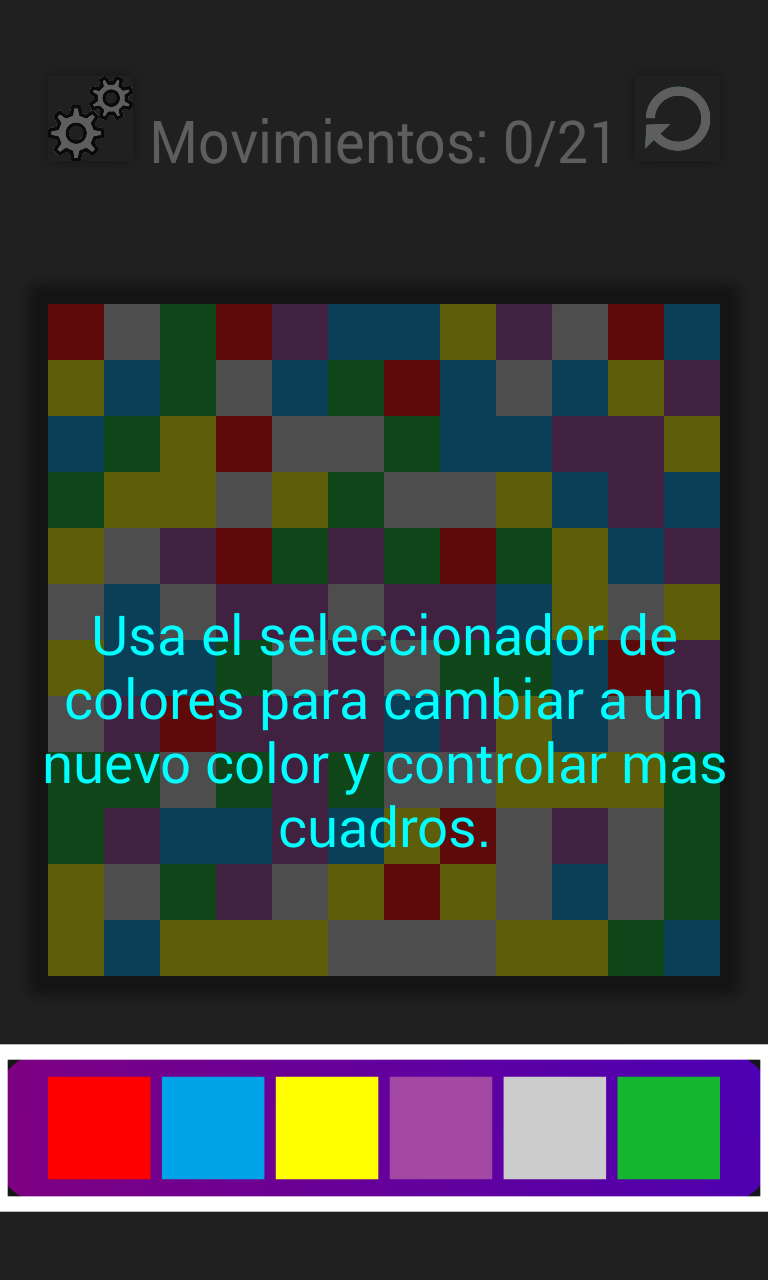 Movimientos: 0/21
Usa el seleccionador de
colores para cambiar a un
nuevo color y controlar mas
cuadros.